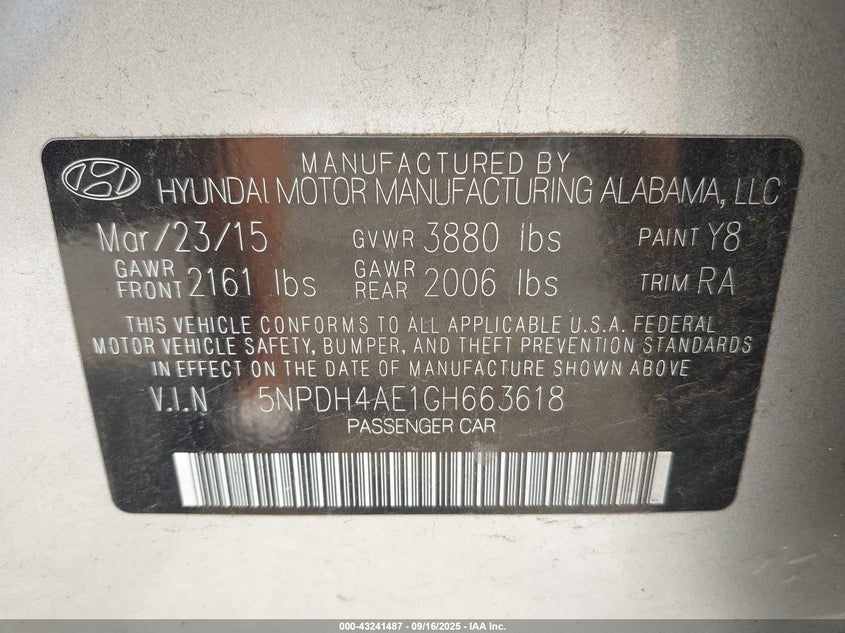 MANUFACTURED BY
HYUNDAI MOTOR MANUFACTURING ALABAMA, LLC
Mar/23/15 GVWR 3880 lbs PAINT Y8
GAWR FRONT 2161 lbs GAWR REAR 2006 lbs TRIM RA
THIS VEHICLE CONFORMS TO ALL APPLICABLE U.S.A. FEDERAL
MOTOR VEHICLE SAFETY, BUMPER, AND THEFT PREVENTION STANDARDS
IN EFFECT ON THE DATE OF MANUFACTURE SHOWN ABOVE
V.I.N 5NPDH4AE1GH663618
PASSENGER CAR
000-43241487 - 09/16/2025 - IAA Inc.